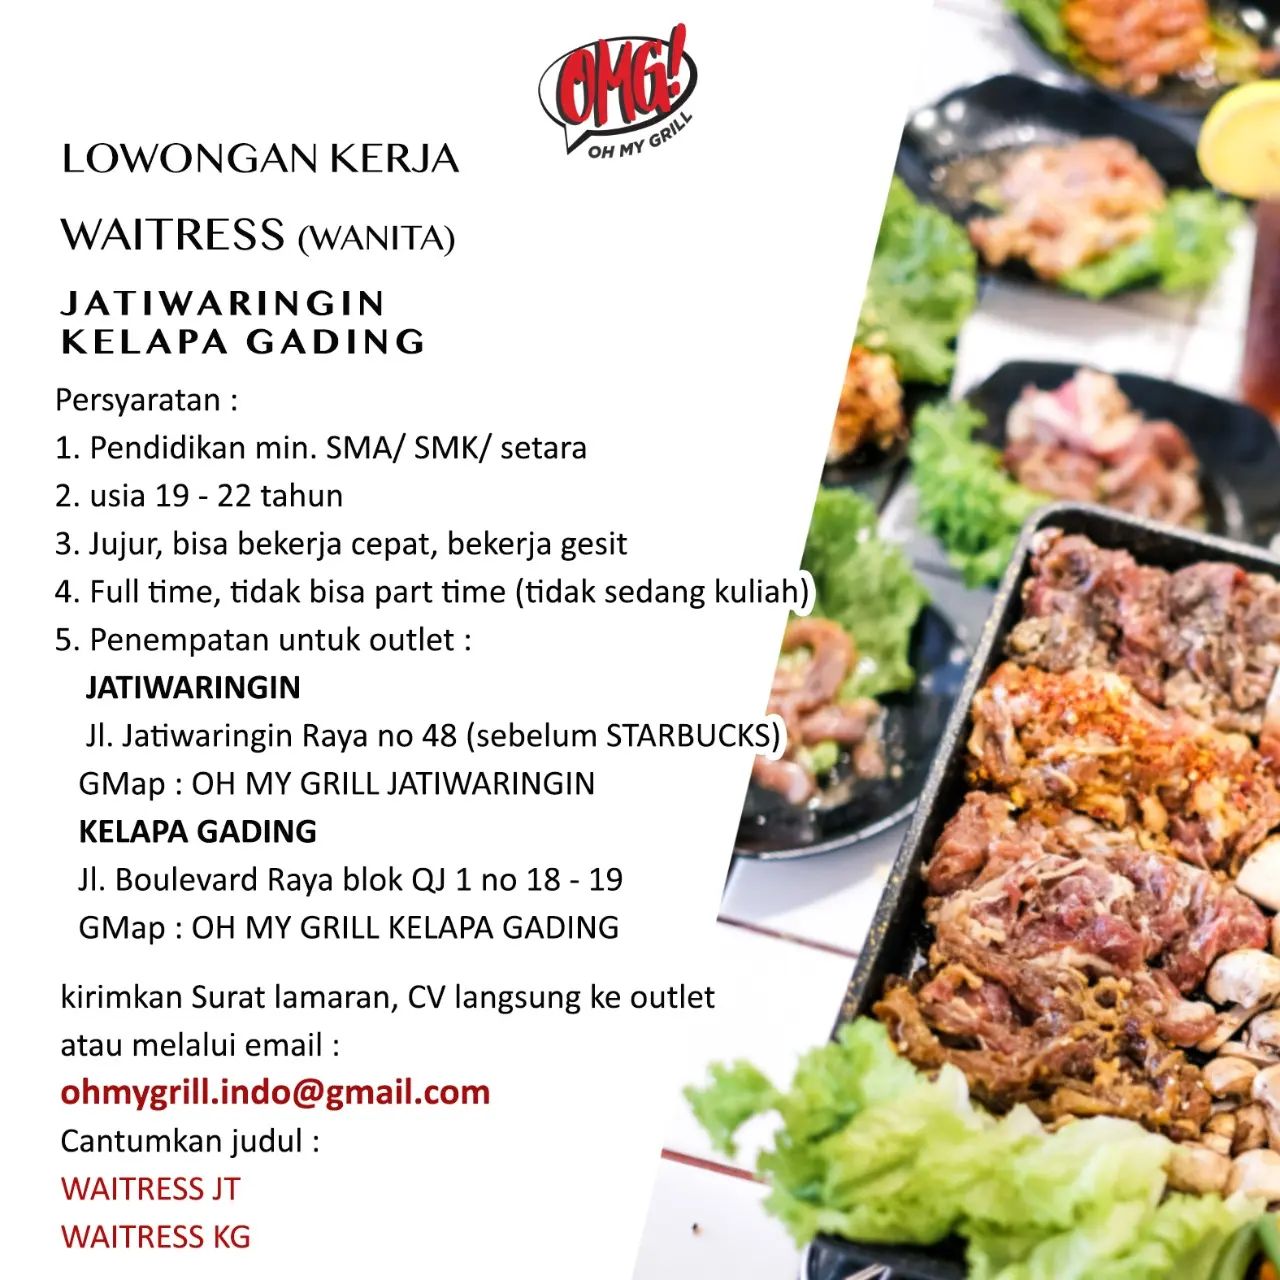 OMG!
OH MY GRILL
LOWONGAN KERJA
WAITRESS (WANITA)
JATIWARINGIN
KELAPA GADING
Persyaratan :
1. Pendidikan min. SMA/ SMK/ setara
2. usia 19 - 22 tahun
3. Jujur, bisa bekerja cepat, bekerja gesit
4. Full time, tidak bisa part time (tidak sedang kuliah)
5. Penempatan untuk outlet :
JATIWARINGIN
Jl. Jatiwaringin Raya no 48 (sebelum STARBUCKS)
GMap : OH MY GRILL JATIWARINGIN
KELAPA GADING
Jl. Boulevard Raya blok QJ 1 no 18 - 19
GMap : OH MY GRILL KELAPA GADING
kirimkan Surat lamaran, CV langsung ke outlet
atau melalui email :
ohmygrill.indo@gmail.com
Cantumkan judul :
WAITRESS JT
WAITRESS KG